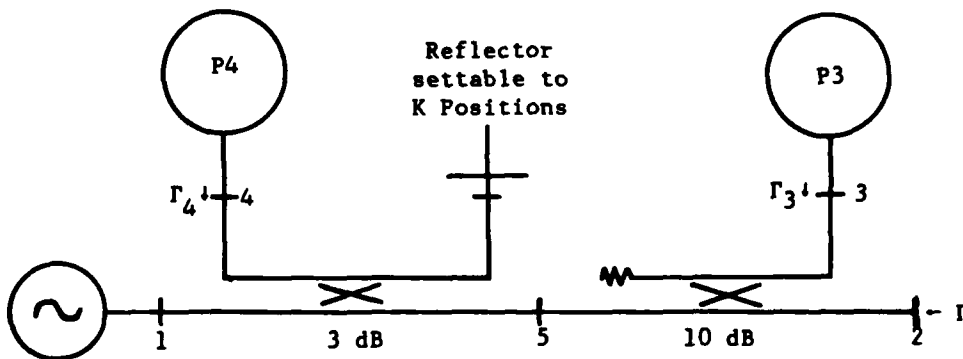 P4
Reflector
settable to
K Positions
P3
Γ4 ↓ 4
Γ3 ↓ 3
1
3 dB
5
10 dB
2
← Γ